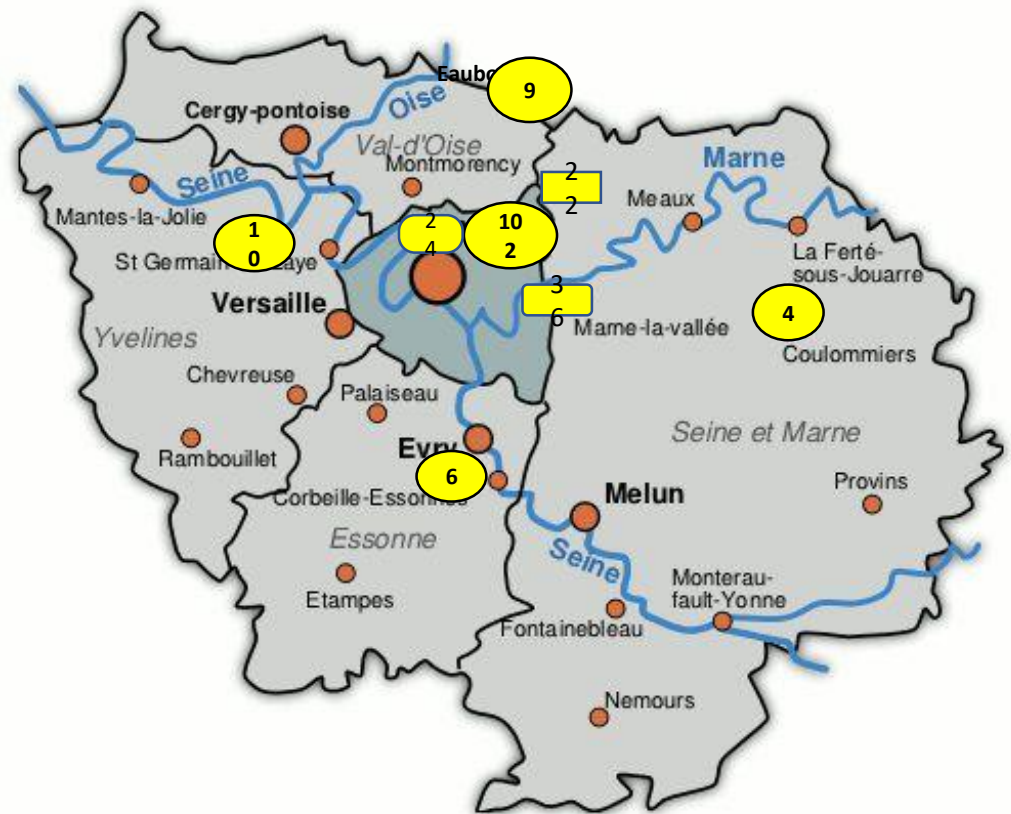 Eaubo
9
Cergy-pontoise
Oise
Val-d'Oise
Montmorency
Marne
2
2
Meaux
Seine
Mantes-la-Jolie
1
0
St Germain
Laye
2
4
10
2
La Ferté-
sous-Jouarre
Versaille
3
6
Marne-la-vallée
4
Coulommiers
Yvelines
Chevreuse
Palaiseau
Seine et Marne
Evry
Rambouillet
6
Corbeille-Essonnes
Melun
Provins
Essonne
Seine
Etampes
Monterau-
fault-Yonne
Fontainebleau
Nemours